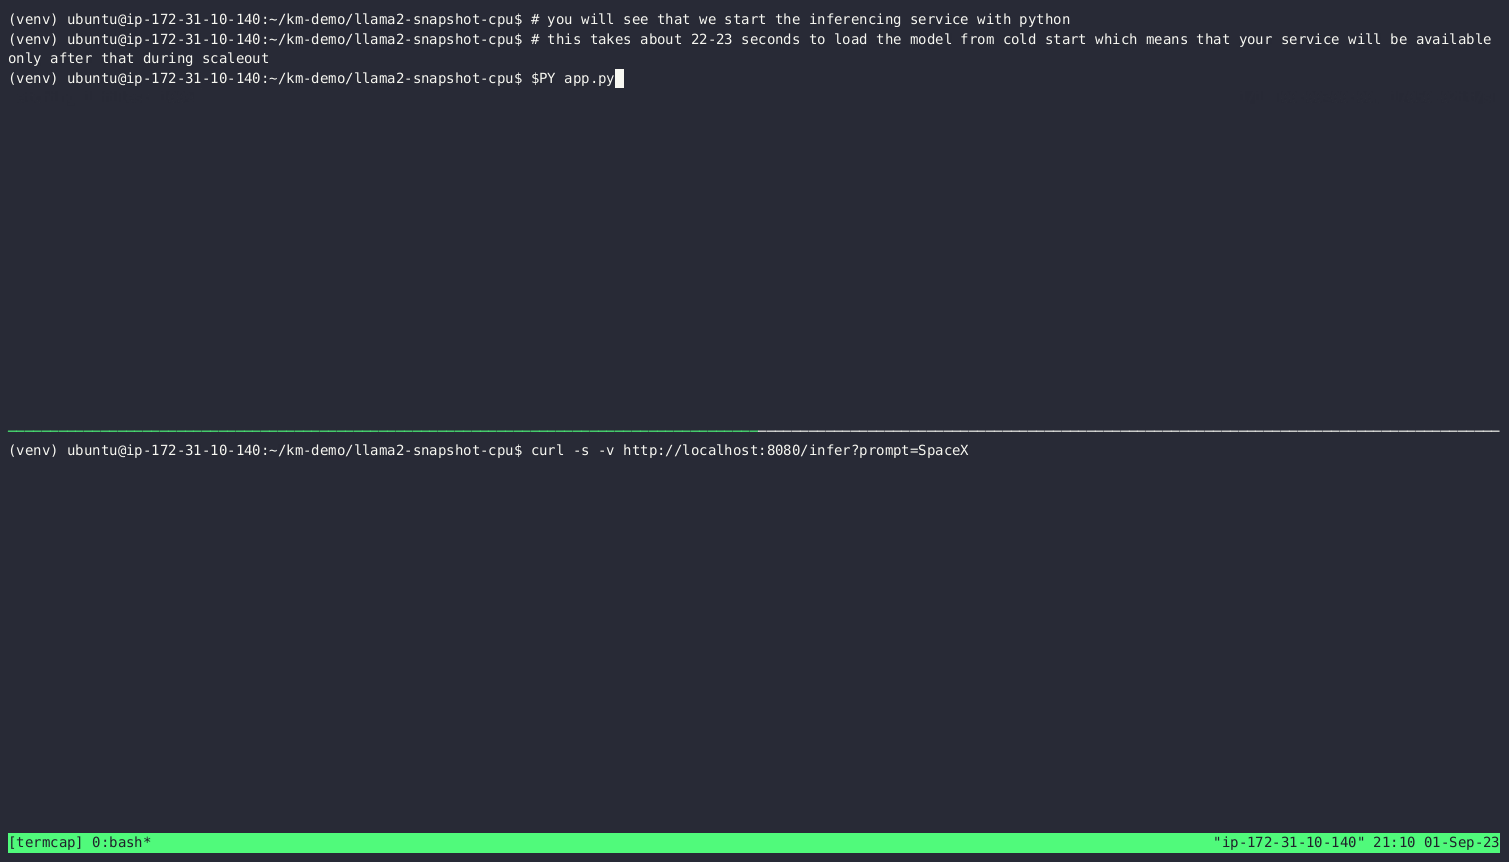 (venv) ubuntu@ip-172-31-10-140:~/km-demo/llama2-snapshot-cpu$ # you will see that we start the inferencing service with python
(venv) ubuntu@ip-172-31-10-140:~/km-demo/llama2-snapshot-cpu$ # this takes about 22-23 seconds to load the model from cold start which means that your service will be available
only after that during scaleout
(venv) ubuntu@ip-172-31-10-140:~/km-demo/llama2-snapshot-cpu$ $PY app.py
(venv) ubuntu@ip-172-31-10-140:~/km-demo/llama2-snapshot-cpu$ curl -s -v http://localhost:8080/infer?prompt=SpaceX
[termcap] 0:bash* "ip-172-31-10-140" 21:10 01-Sep-23